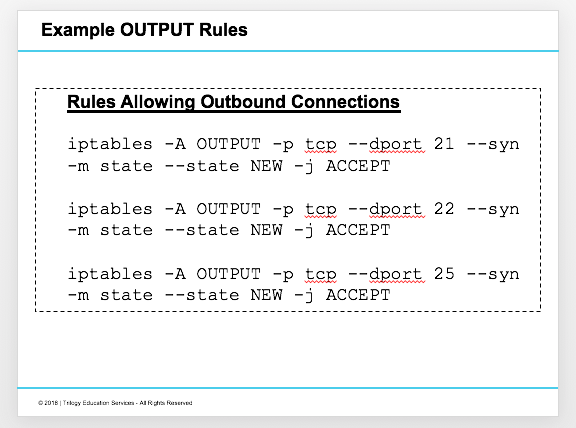 Example OUTPUT Rules
Rules Allowing Outbound Connections
iptables -A OUTPUT -p tcp --dport 21 --syn
-m state --state NEW -j ACCEPT
iptables -A OUTPUT -p tcp --dport 22 --syn
-m state --state NEW -j ACCEPT
iptables -A OUTPUT -p tcp --dport 25 --syn
-m state --state NEW -j ACCEPT
© 2018 | Trilogy Education Services - All Rights Reserved